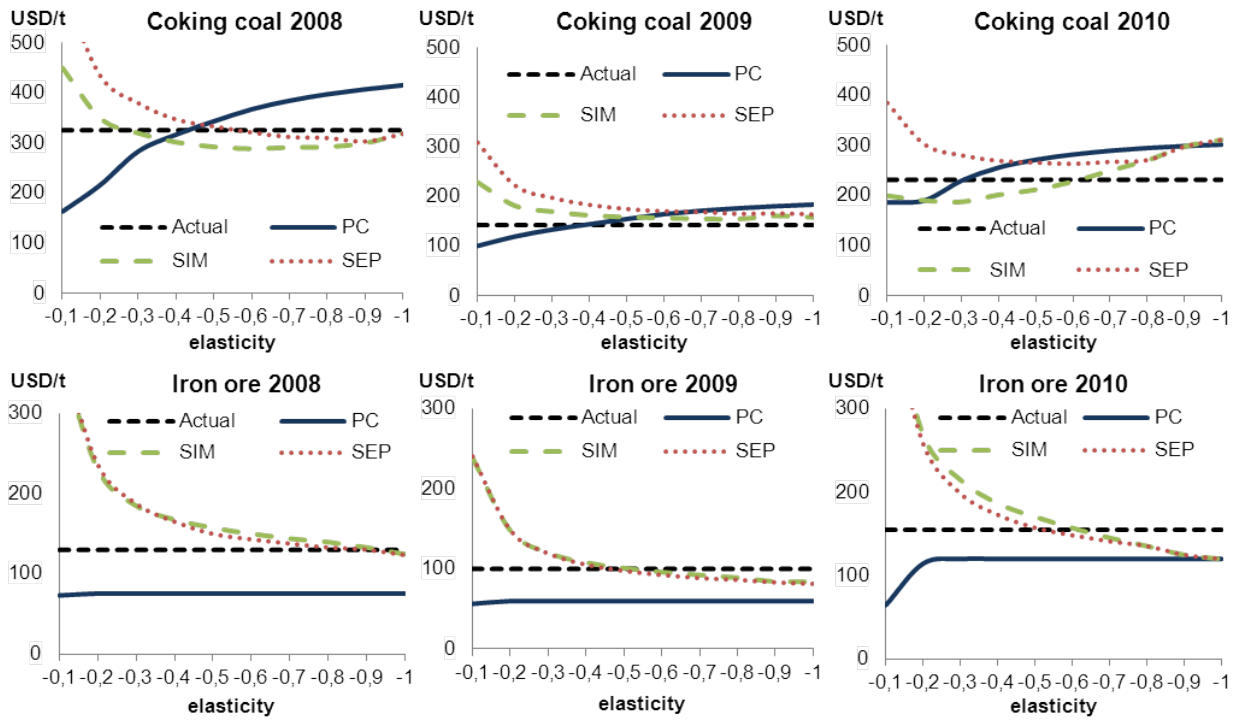 USD/t
Coking coal 2008
500
400
300
200
100
0
Actual
PC
SIM
SEP
-0,1 -0,2 -0,3 -0,4 -0,5 -0,6 -0,7 -0,8 -0,9 -1
elasticity
USD/t
Coking coal 2009
500
400
300
200
100
0
Actual
PC
SIM
SEP
-0,1 -0,2 -0,3 -0,4 -0,5 -0,6 -0,7 -0,8 -0,9 -1
elasticity
USD/t
Coking coal 2010
500
400
300
200
100
0
Actual
PC
SIM
SEP
-0,1 -0,2 -0,3 -0,4 -0,5 -0,6 -0,7 -0,8 -0,9 -1
elasticity
USD/t
Iron ore 2008
300
200
100
0
Actual
PC
SIM
SEP
-0,1 -0,2 -0,3 -0,4 -0,5 -0,6 -0,7 -0,8 -0,9 -1
elasticity
USD/t
Iron ore 2009
300
200
100
0
Actual
PC
SIM
SEP
-0,1 -0,2 -0,3 -0,4 -0,5 -0,6 -0,7 -0,8 -0,9 -1
elasticity
USD/t
Iron ore 2010
300
200
100
0
Actual
PC
SIM
SEP
-0,1 -0,2 -0,3 -0,4 -0,5 -0,6 -0,7 -0,8 -0,9 -1
elasticity